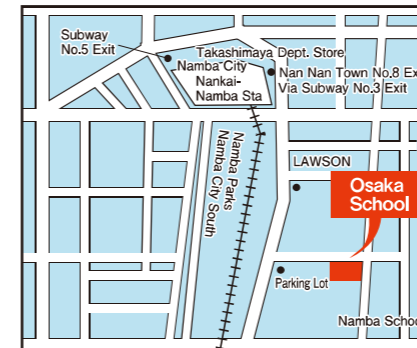 Subway
No.5 Exit
Takashimaya Dept. Store
Namba City
Nankai-
Namba Sta
Nan Nan Town No.8 Ex
Via Subway No.3 Exit
Namba Parks
Namba City South
LAWSON
Osaka
School
Parking Lot
Namba Schoo